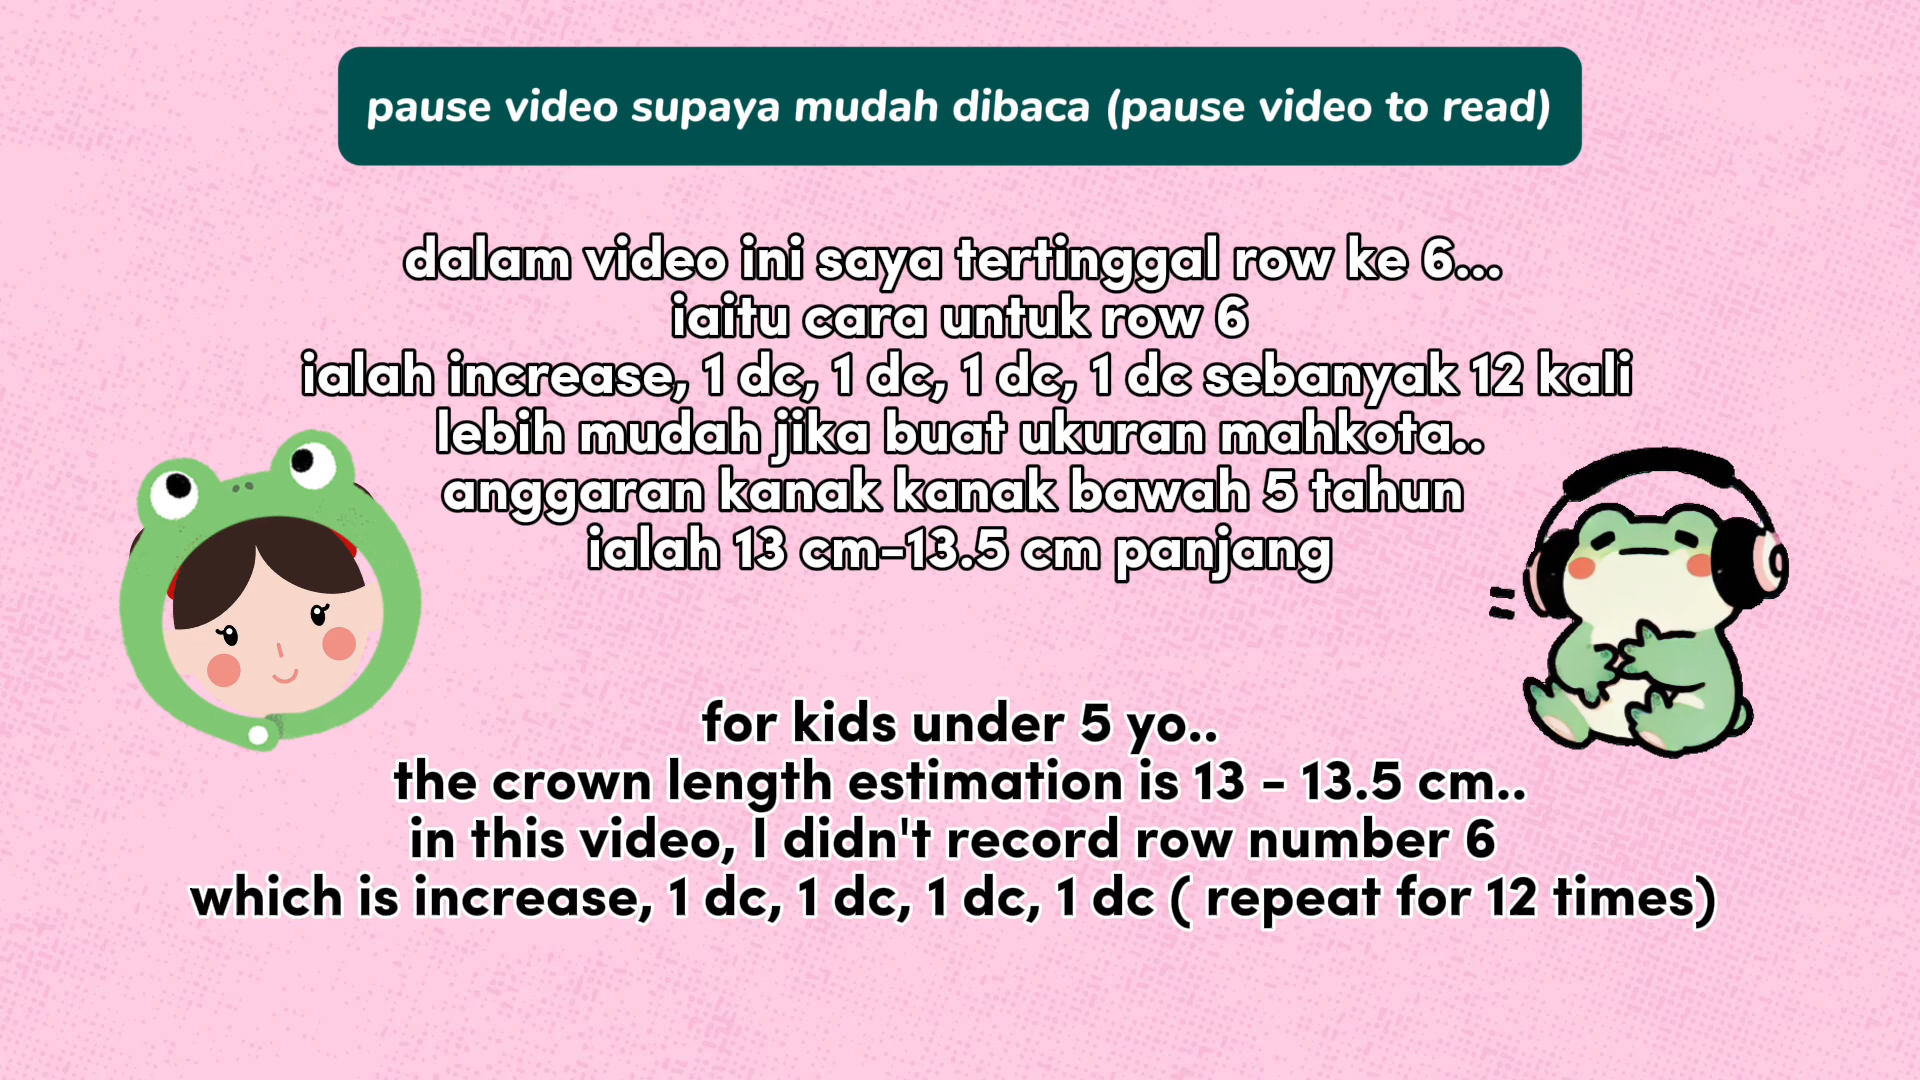 pause video supaya mudah dibaca (pause video to read)
dalam video ini saya tertinggal row ke 6...
iaitu cara untuk row 6
ialah increase, 1 dc, 1 dc, 1 dc, 1 dc sebanyak 12 kali
lebih mudah jika buat ukuran mahkota..
anggaran kanak kanak bawah 5 tahun
ialah 13 cm-13.5 cm panjang
for kids under 5 yo..
the crown length estimation is 13 - 13.5 cm..
in this video, I didn't record row number 6
which is increase, 1 dc, 1 dc, 1 dc, 1 dc ( repeat for 12 times)